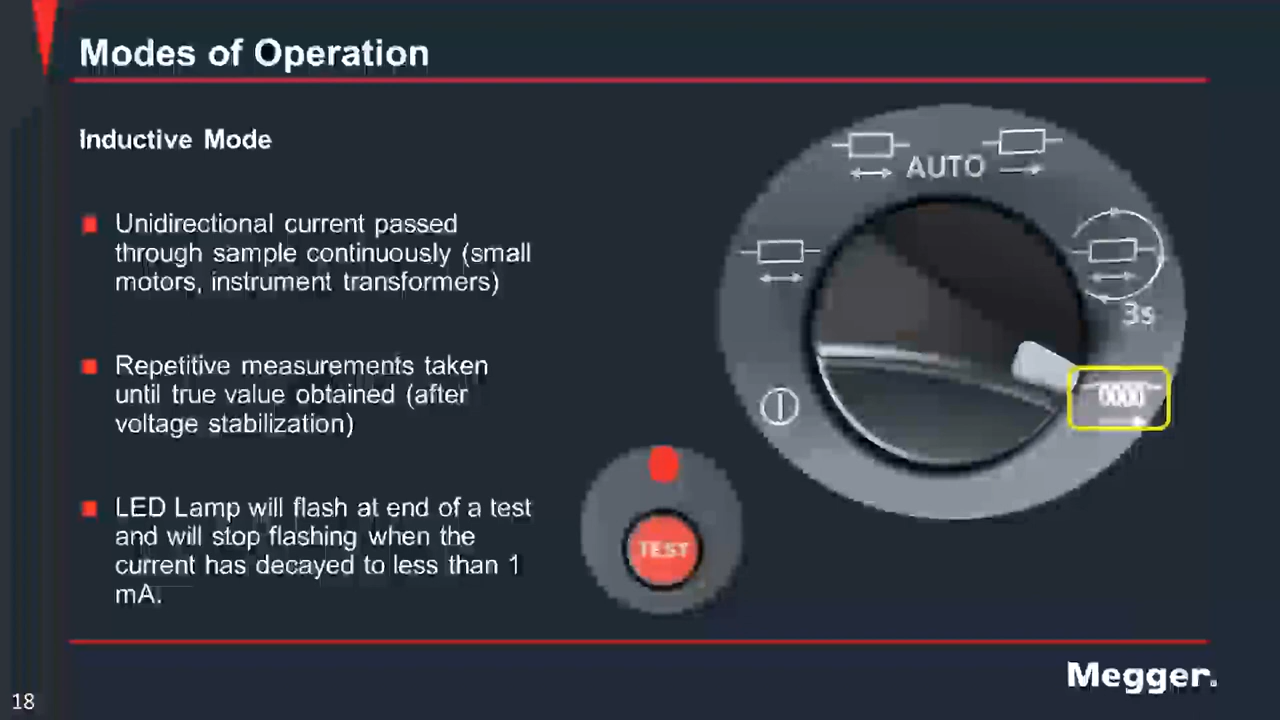 Modes of Operation
Inductive Mode
Unidirectional current passed
through sample continuously (small
motors, instrument transformers)
Repetitive measurements taken
until true value obtained (after
voltage stabilization)
LED Lamp will flash at end of a test
and will stop flashing when the
current has decayed to less than 1
mA.
AUTO
3s
0000
TEST
Megger.
18